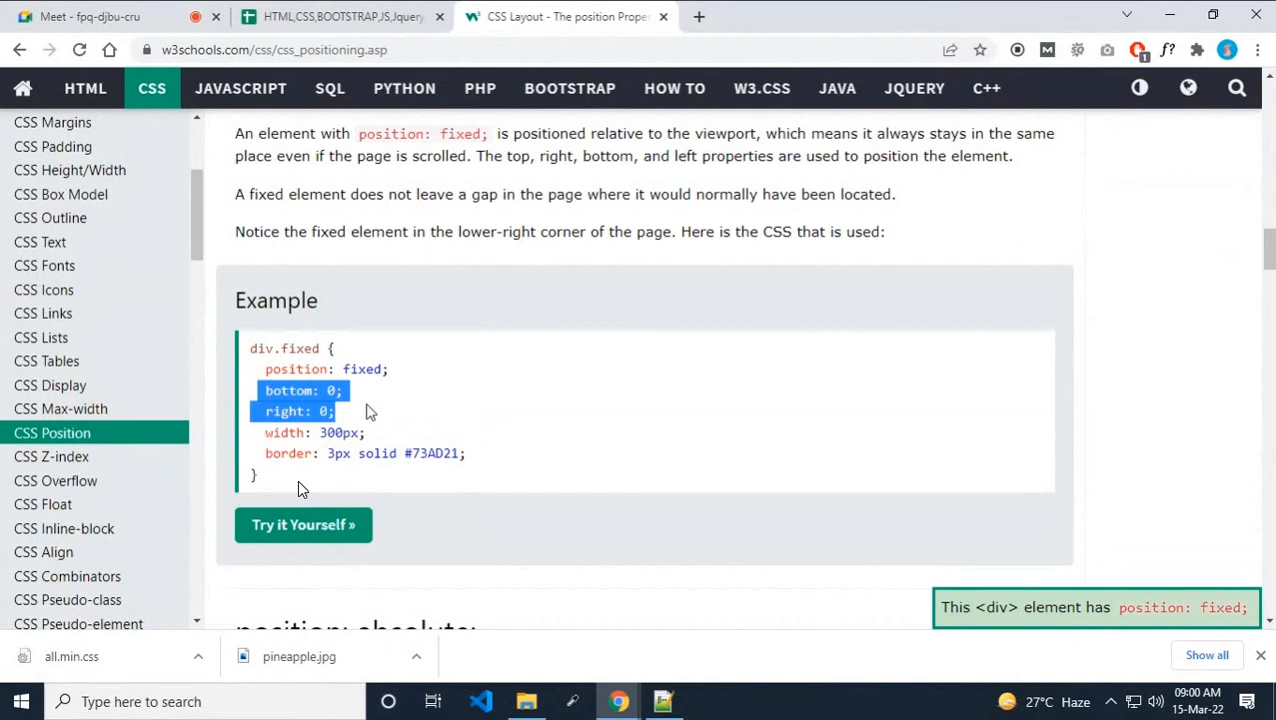 Meet - fpq-djbu-cru
HTML,CSS,BOOTSTRAP,JS,Jquery,
CSS Layout - The position Prope
w3schools.com/css/css_positioning.asp
1
HTML CSS JAVASCRIPT SQL PYTHON PHP BOOTSTRAP HOW TO W3.CSS JAVA JQUERY C++
CSS Margins
CSS Padding
CSS Height/Width
CSS Box Model
CSS Outline
CSS Text
CSS Fonts
CSS Icons
CSS Links
CSS Lists
CSS Tables
CSS Display
CSS Max-width
CSS Position
CSS Z-index
CSS Overflow
CSS Float
CSS Inline-block
CSS Align
CSS Combinators
CSS Pseudo-class
CSS Pseudo-element
An element with position: fixed; is positioned relative to the viewport, which means it always stays in the same
place even if the page is scrolled. The top, right, bottom, and left properties are used to position the element.
A fixed element does not leave a gap in the page where it would normally have been located.
Notice the fixed element in the lower-right corner of the page. Here is the CSS that is used:
Example
div.fixed {
position: fixed;
bottom: 0;
right: 0;
width: 300px;
border: 3px solid #73AD21;
}
Try it Yourself »
position: absolute;
This <div> element has position: fixed;
all.min.css
pineapple.jpg
Show all
Type here to search
27°C Haze
09:00 AM
15-Mar-22